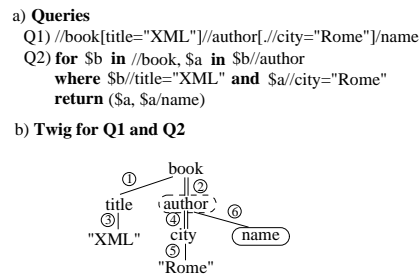 a) Queries
Q1) //book[title="XML"]//author[.//city="Rome"]/name
Q2) for $b in //book, $a in $b//author
where $b//title="XML" and $a//city="Rome"
return ($a, $a/name)
b) Twig for Q1 and Q2
book
① ②
title author ⑥
③ ④
"XML" city name
⑤
"Rome"